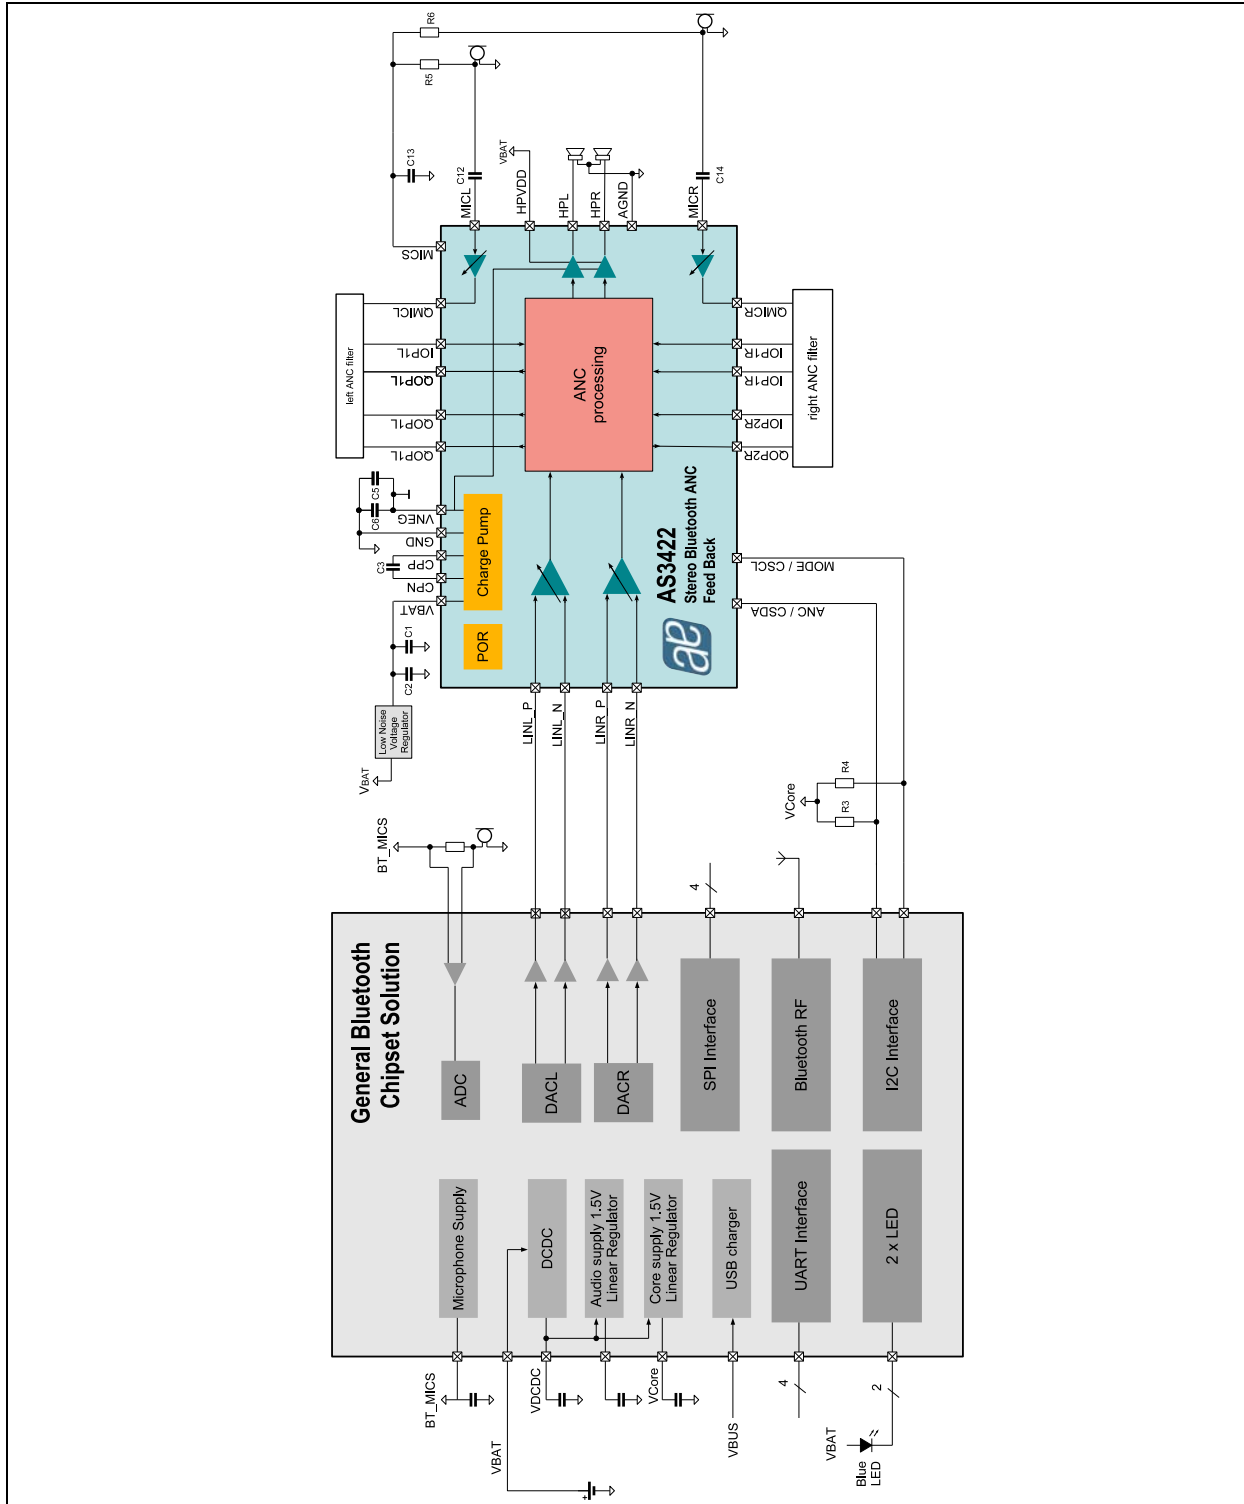 General Bluetooth
Chipset Solution
Microphone Supply
DCDC
Audio supply 1.5V
Linear Regulator
Core supply 1.5V
Linear Regulator
USB charger
UART Interface
2 x LED
ADC
DACL
DACR
SPI Interface
Bluetooth RF
I2C Interface
BT_MICS
VBAT
VDCDC
VCore
VBUS
4
2
VBAT
Blue
LED
BT_MICS
4
VCore
R3
R4
VBAT
Low Noise
Voltage
Regulator
C2
C1
C3
C6
C5
LINL_P
LINL_N
LINR_P
LINR_N
VBAT
CPN
CPP
GND
VNEG
QOP1L
QOP1L
QOP1L
IOP1L
QMICL
MICS
left ANC filter
POR
Charge Pump
ANC
processing
AS3422
Stereo Bluetooth ANC
Feed Back
ae
ANC / CSDA
MODE / CSCL
QOP2R
IOP2R
IOP1R
IOP1R
QMICR
right ANC filter
MICL
HPVDD
HPL
HPR
AGND
MICR
VBAT
C13
C12
C14
R5
R6